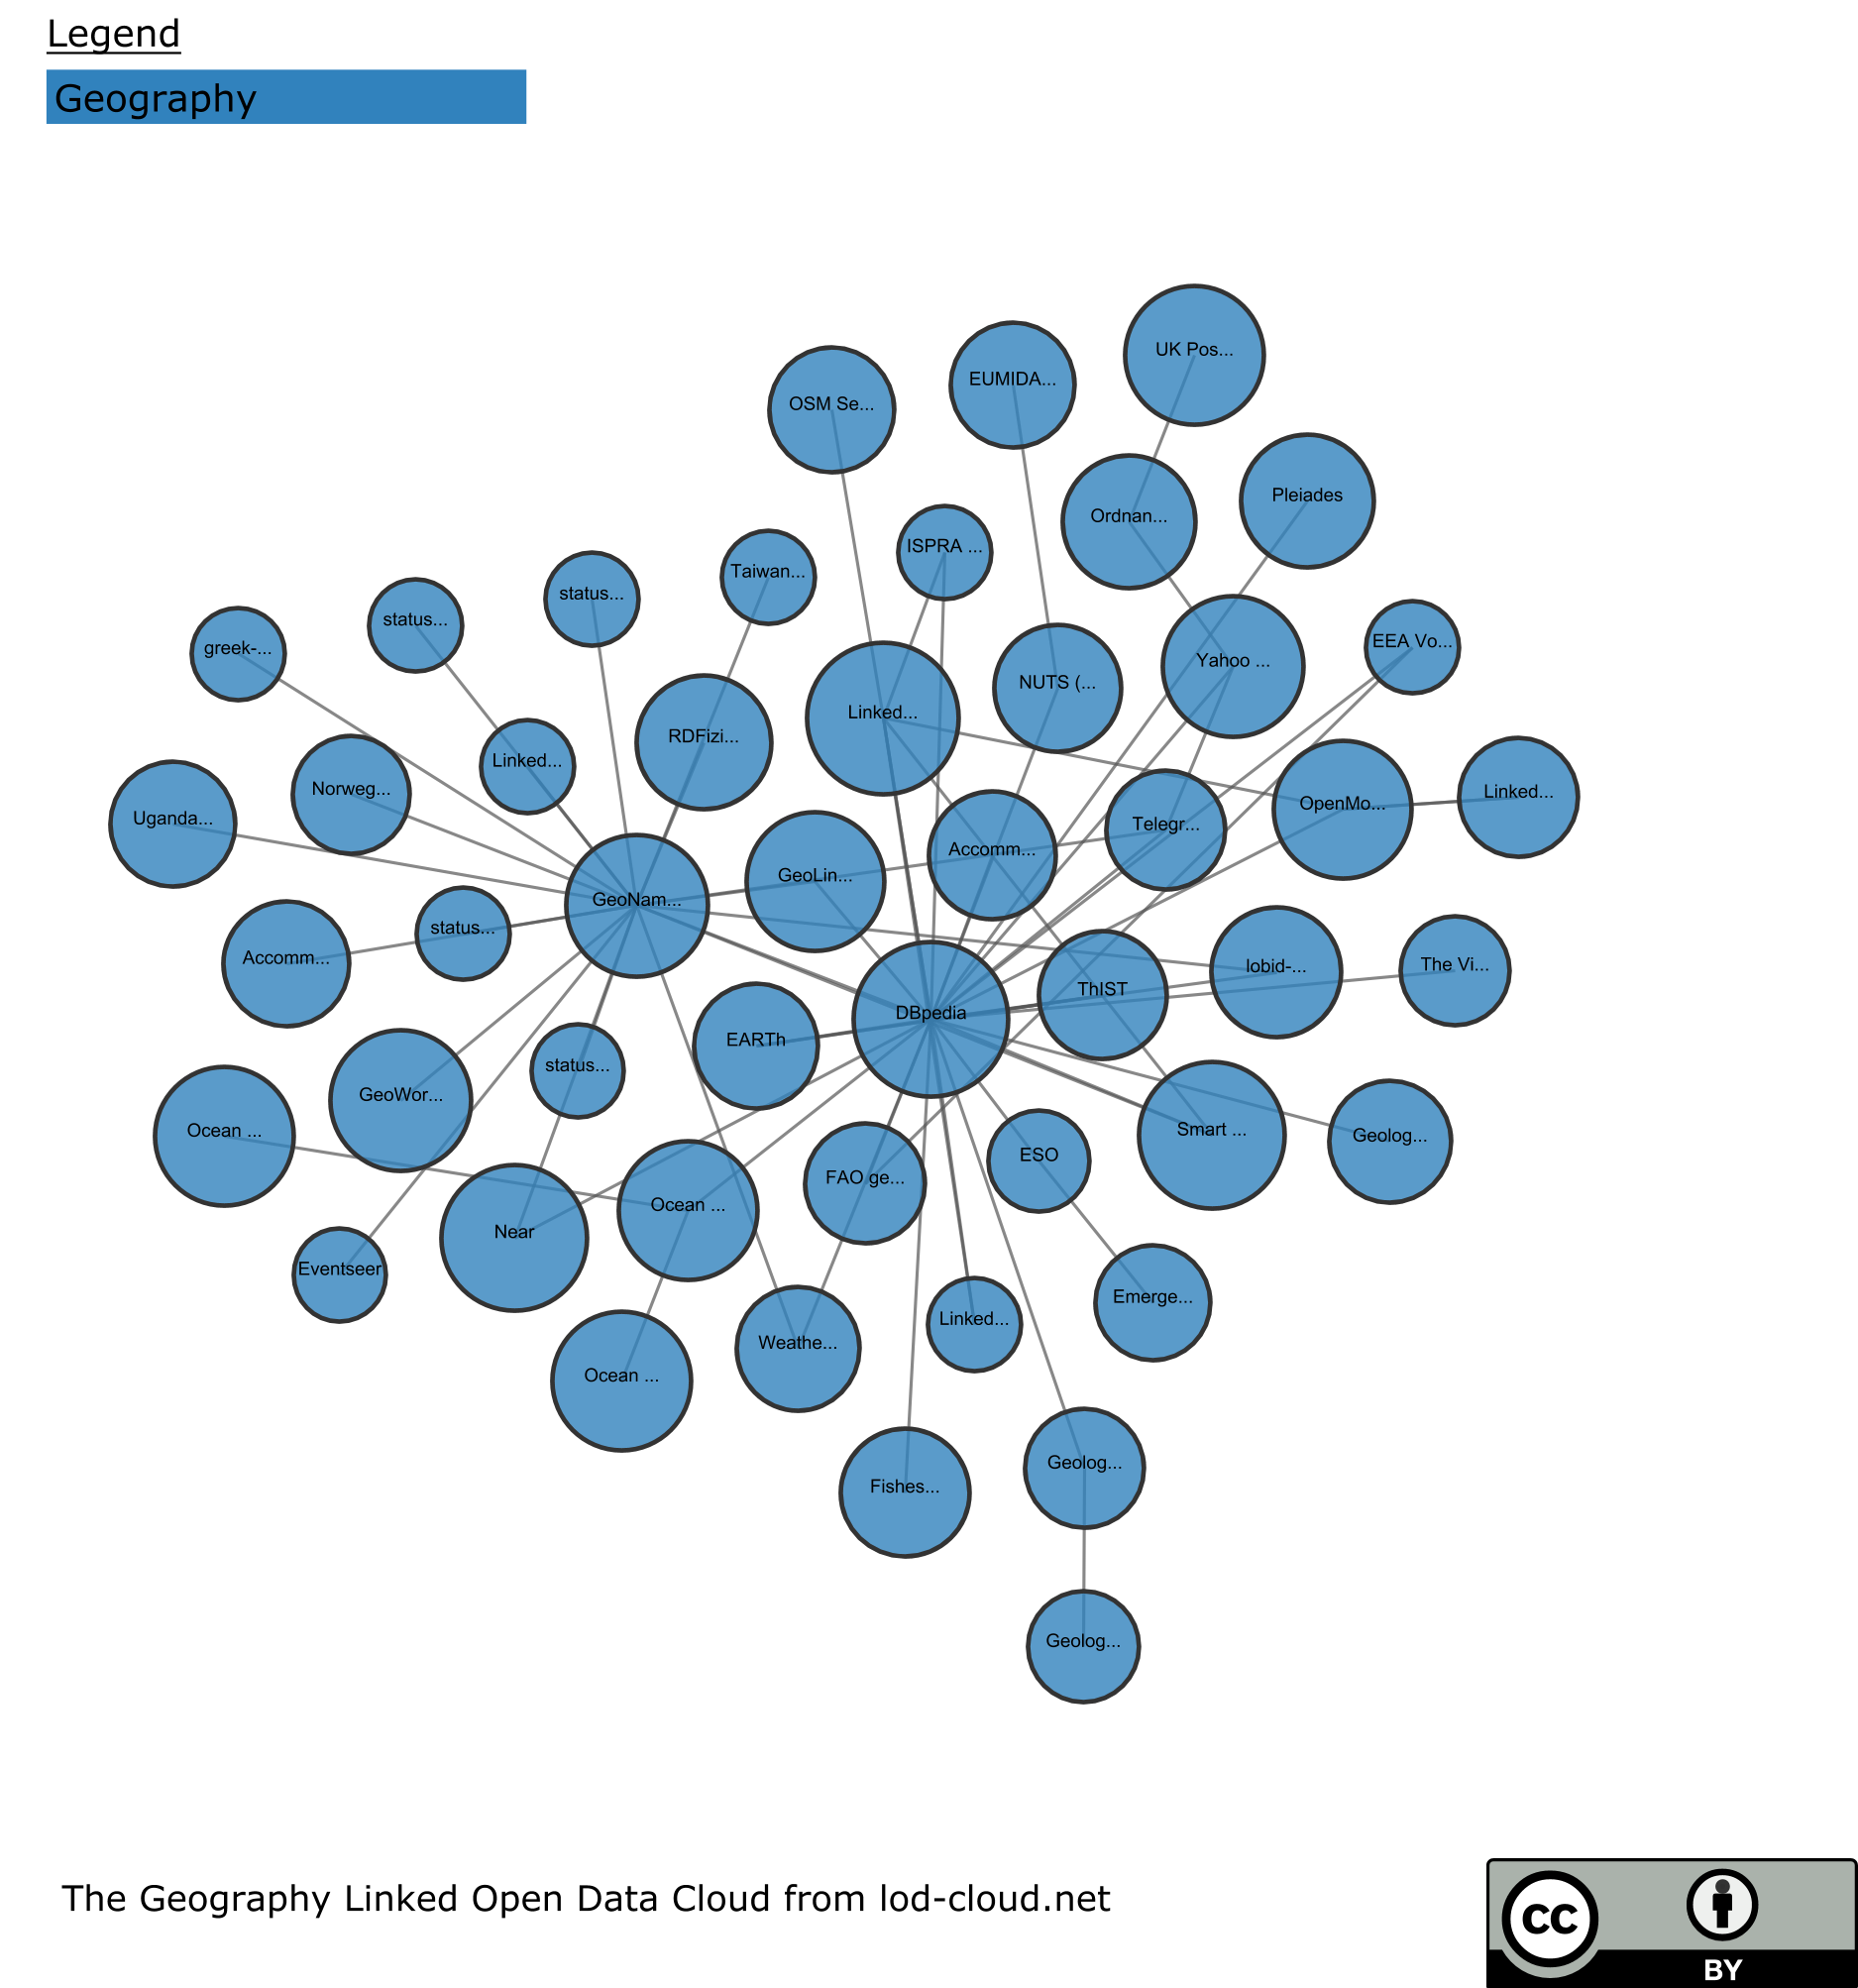 Legend
Geography
UK Pos...
EUMIDA...
OSM Se...
Pleiades
Ordnan...
ISPRA ...
Taiwan...
status...
status...
greek-...
EEA Vo...
Yahoo ...
NUTS (...
Linked...
RDFizi...
Linked...
Norweg...
Uganda...
Linked...
OpenMo...
Telegr...
Accomm...
GeoLin...
GeoNam...
status...
Accomm...
lobid-...
The Vi...
ThIST
DBpedia
EARTh
status...
GeoWor...
Ocean ...
Smart ...
Geolog...
ESO
FAO ge...
Ocean ...
Near
Eventseer
Emerge...
Linked...
Weathe...
Ocean ...
Geolog...
Fishes...
Geolog...
The Geography Linked Open Data Cloud from lod-cloud.net
cc
BY